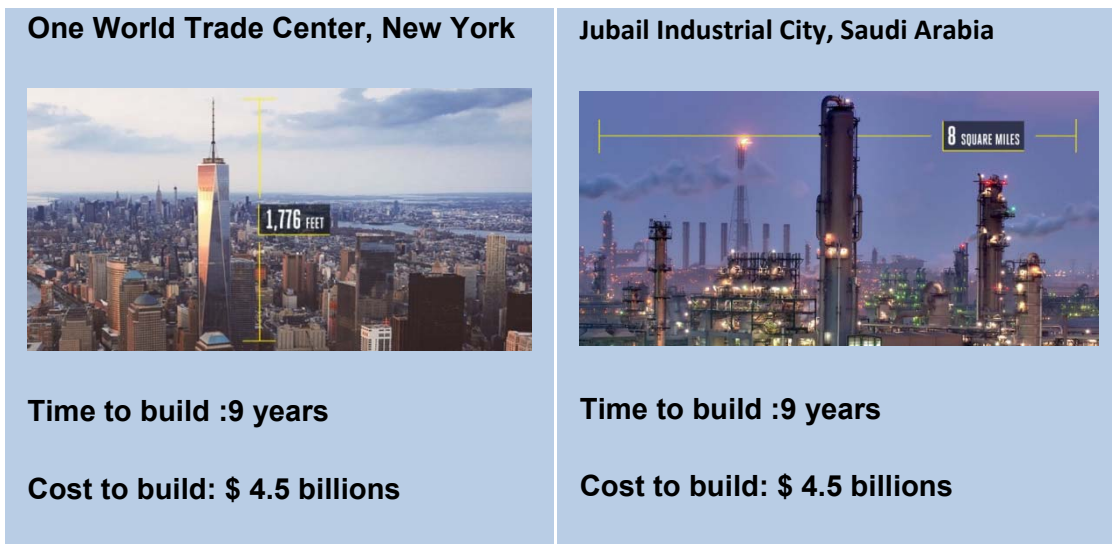 One World Trade Center, New York
1,776 FEET
Time to build :9 years
Cost to build: $ 4.5 billions
Jubail Industrial City, Saudi Arabia
8 SQUARE MILES
Time to build :9 years
Cost to build: $ 4.5 billions